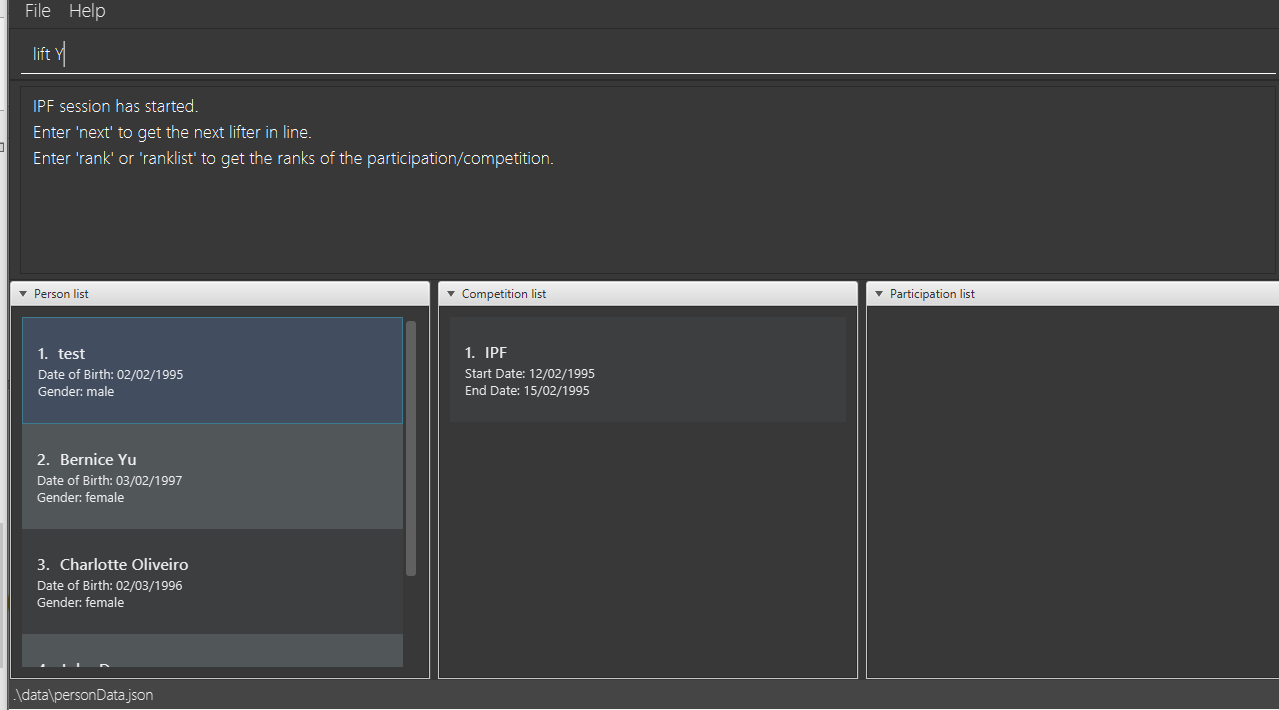 File Help
lift Y
IPF session has started.
Enter 'next' to get the next lifter in line.
Enter 'rank' or 'ranklist' to get the ranks of the participation/competition.
Person list
1. test
Date of Birth: 02/02/1995
Gender: male
2. Bernice Yu
Date of Birth: 03/02/1997
Gender: female
3. Charlotte Oliveiro
Date of Birth: 02/03/1996
Gender: female
Competition list
1. IPF
Start Date: 12/02/1995
End Date: 15/02/1995
Participation list
.\data\personData.json